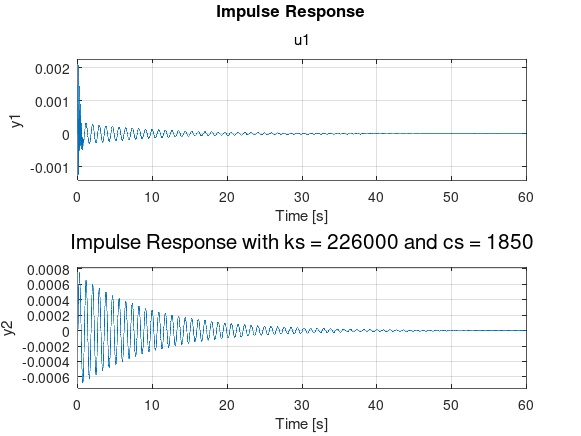 Impulse Response
u1
0.002
0.001
0
-0.001
y1
0 10 20 30 40 50 60
Time [s]
Impulse Response with ks = 226000 and cs = 1850
0.0008
0.0006
0.0004
0.0002
0
-0.0002
-0.0004
-0.0006
y2
0 10 20 30 40 50 60
Time [s]